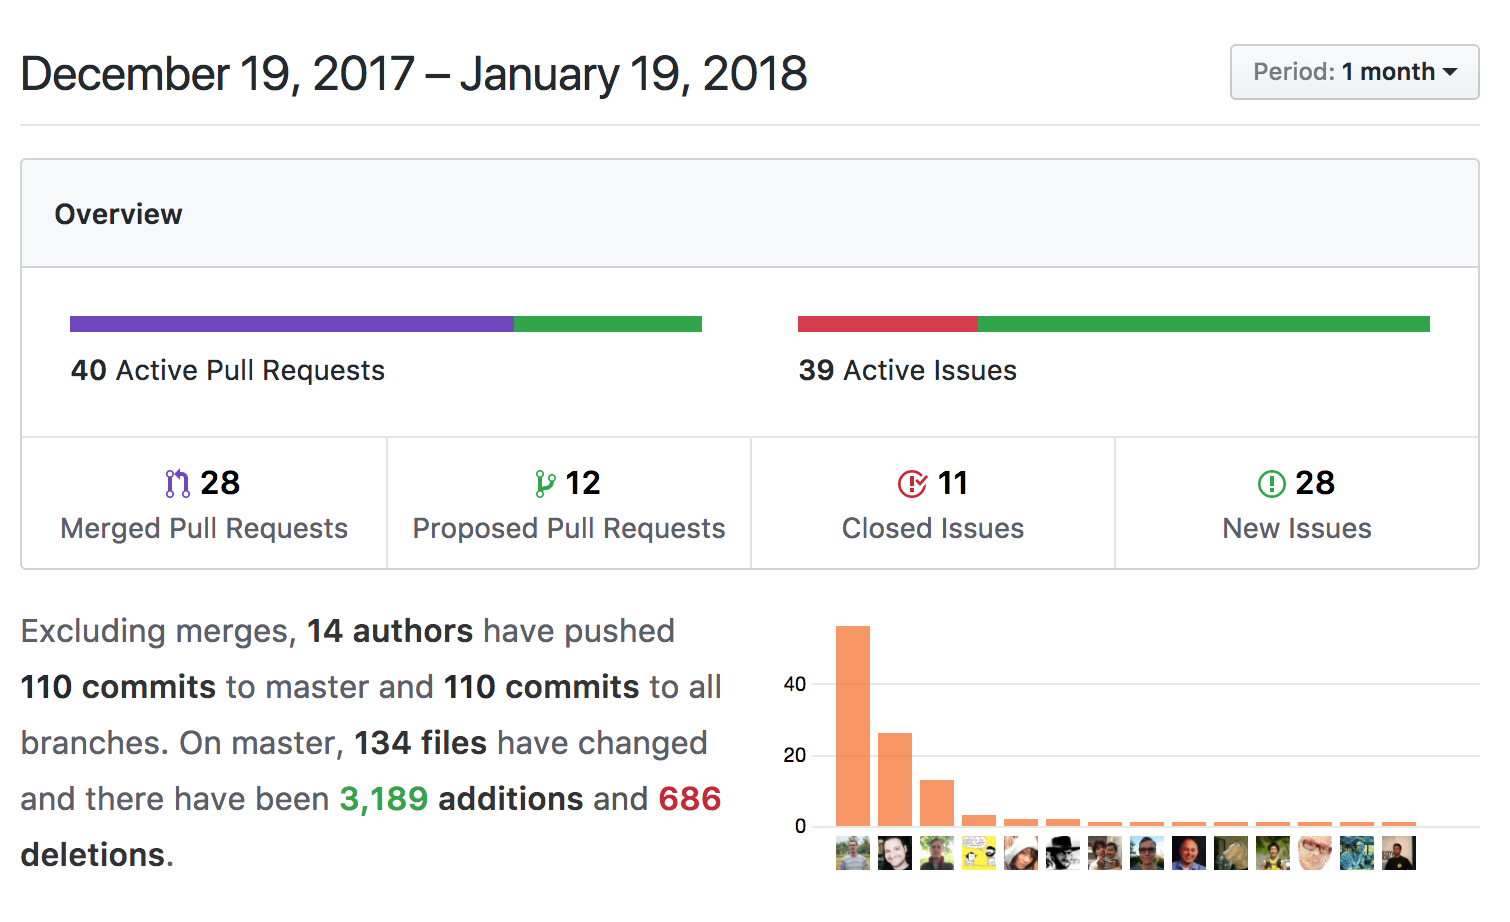 December 19, 2017 – January 19, 2018
Period: 1 month
Overview
40 Active Pull Requests
39 Active Issues
28
Merged Pull Requests
12
Proposed Pull Requests
11
Closed Issues
28
New Issues
Excluding merges, 14 authors have pushed
110 commits to master and 110 commits to all
branches. On master, 134 files have changed
and there have been 3,189 additions and 686
deletions.
40
20
0